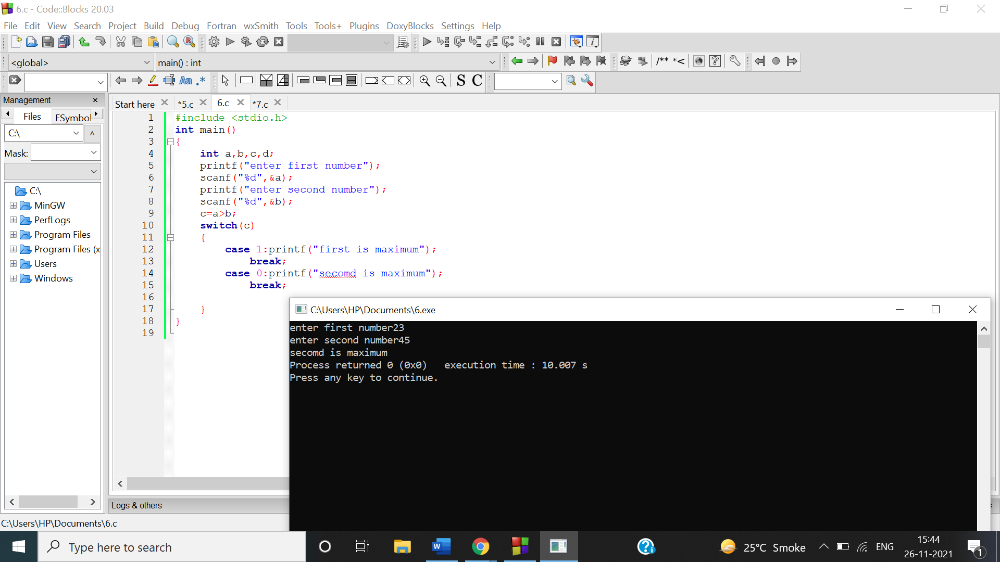 6.c - Code::Blocks 20.03
File Edit View Search Project Build Debug Fortran wxSmith Tools Tools+ Plugins DoxyBlocks Settings Help
<global> main() : int /** *<
Aa .* S C
Management
Files FSymbol
C:\
Mask:
C:\
MinGW
PerfLogs
Program Files
Program Files (x
Users
Windows
Start here *5.c 6.c *7.c
1 #include <stdio.h>
2 int main()
3 {
4 int a,b,c,d;
5 printf("enter first number");
6 scanf("%d",&a);
7 printf("enter second number");
8 scanf("%d",&b);
9 c=a>b;
10 switch(c)
11 {
12 case 1:printf("first is maximum");
13 break;
14 case 0:printf("secomd is maximum");
15 break;
16
17 }
18 }
19
C:\Users\HP\Documents\6.exe
enter first number23
enter second number45
secomd is maximum
Process returned 0 (0x0) execution time : 10.007 s
Press any key to continue.
Logs & others
C:\Users\HP\Documents\6.c
Type here to search
25°C Smoke
ENG
15:44
26-11-2021
1